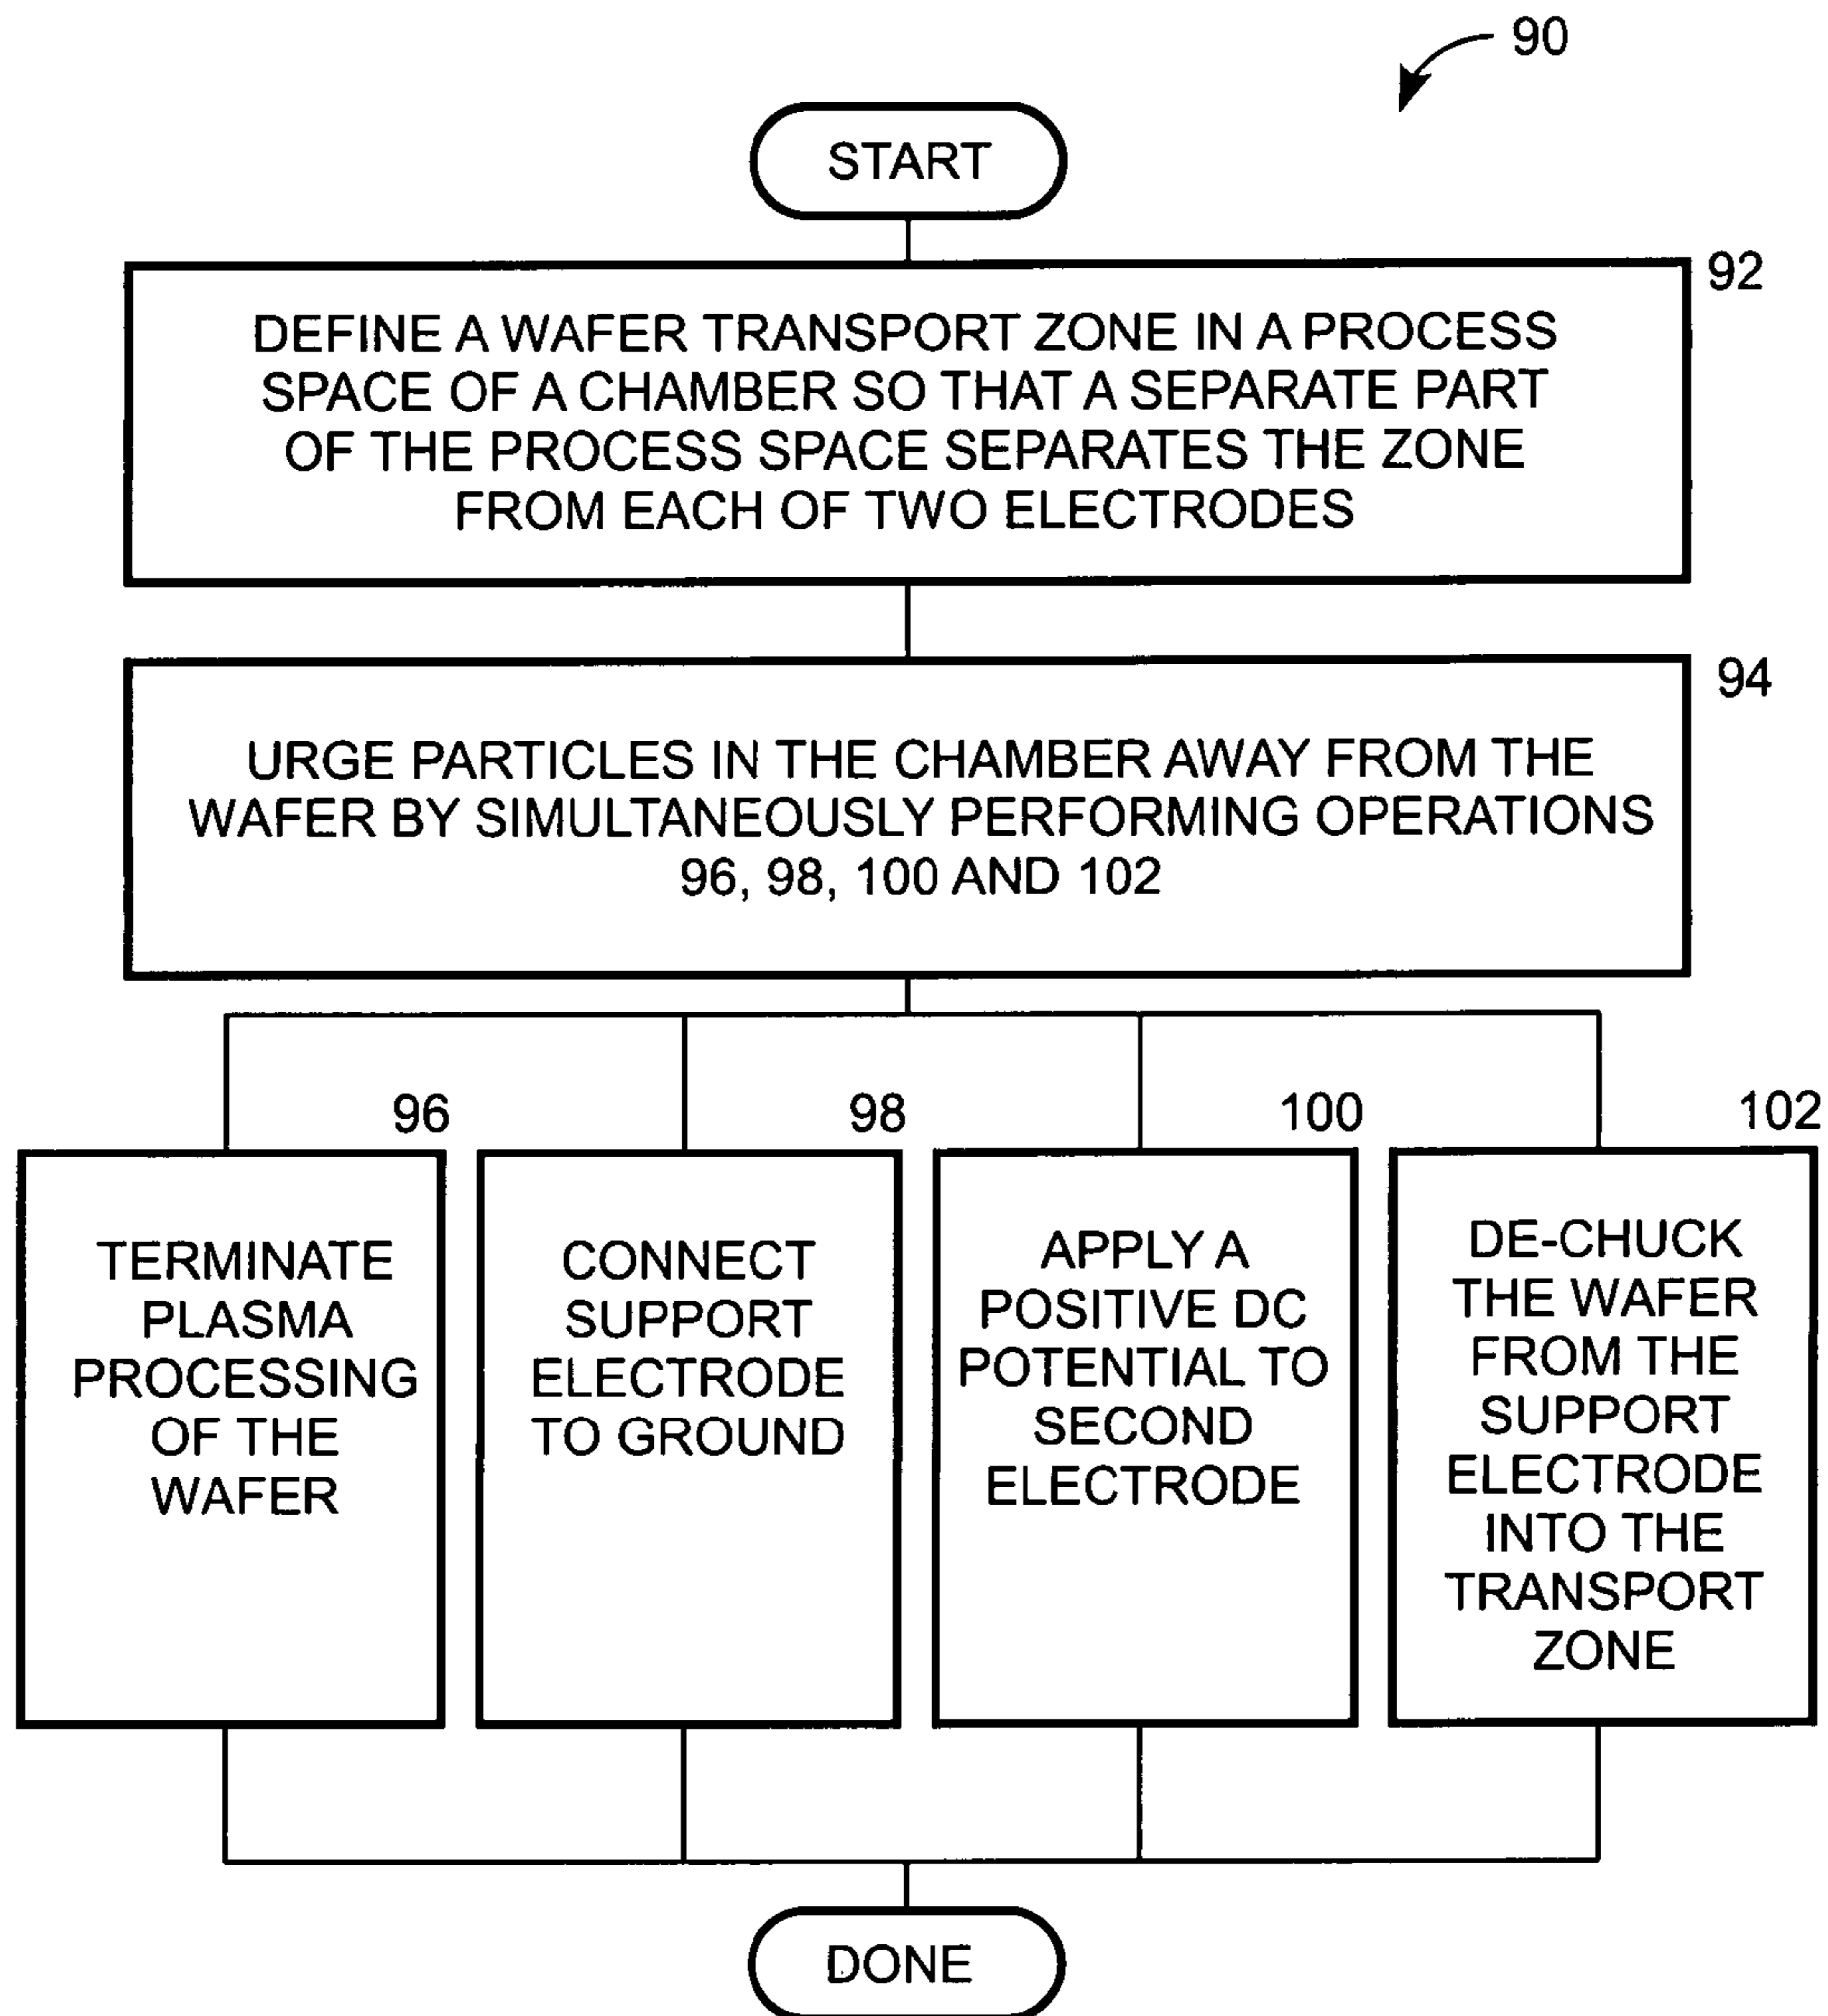 90
START
92
DEFINE A WAFER TRANSPORT ZONE IN A PROCESS
SPACE OF A CHAMBER SO THAT A SEPARATE PART
OF THE PROCESS SPACE SEPARATES THE ZONE
FROM EACH OF TWO ELECTRODES
94
URGE PARTICLES IN THE CHAMBER AWAY FROM THE
WAFER BY SIMULTANEOUSLY PERFORMING OPERATIONS
96, 98, 100 AND 102
96
TERMINATE
PLASMA
PROCESSING
OF THE
WAFER
98
CONNECT
SUPPORT
ELECTRODE
TO GROUND
100
APPLY A
POSITIVE DC
POTENTIAL TO
SECOND
ELECTRODE
102
DE-CHUCK
THE WAFER
FROM THE
SUPPORT
ELECTRODE
INTO THE
TRANSPORT
ZONE
DONE